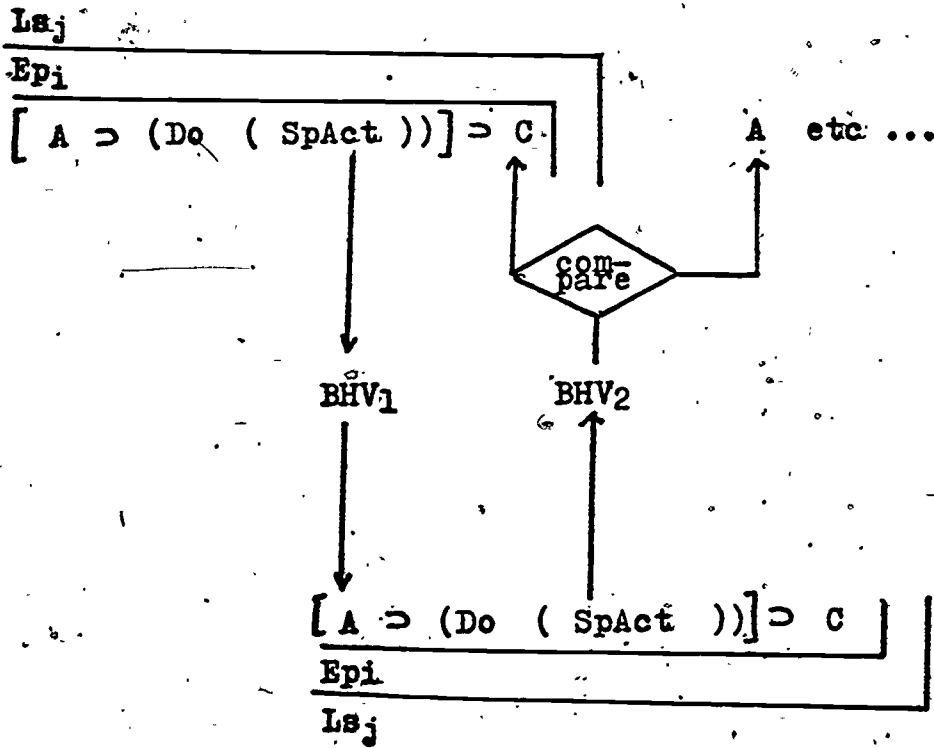 Lsj
Epi
[ A ⊃ (Do ( SpAct ))] ⊃ C A etc ...
com-
pare
BHV1 BHV2
[ A ⊃ (Do ( SpAct ))] ⊃ C
Epi
Lsj